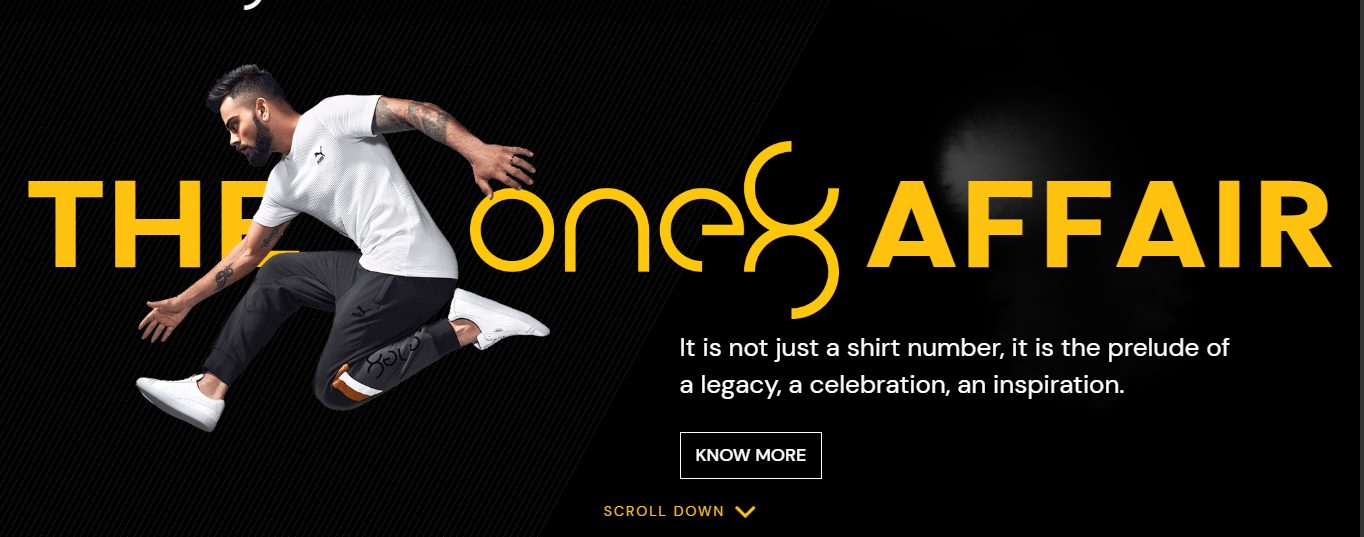 THE one8 AFFAIR
It is not just a shirt number, it is the prelude of
a legacy, a celebration, an inspiration.
KNOW MORE
SCROLL DOWN